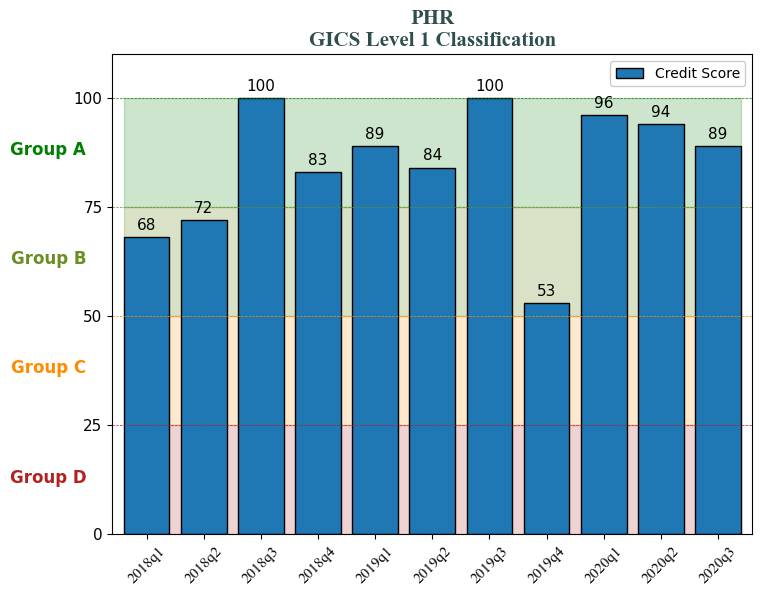 PHR
GICS Level 1 Classification
Credit Score
100
75
50
25
0
Group A
Group B
Group C
Group D
68
72
100
83
89
84
100
53
96
94
89
2018q1
2018q2
2018q3
2018q4
2019q1
2019q2
2019q3
2019q4
2020q1
2020q2
2020q3